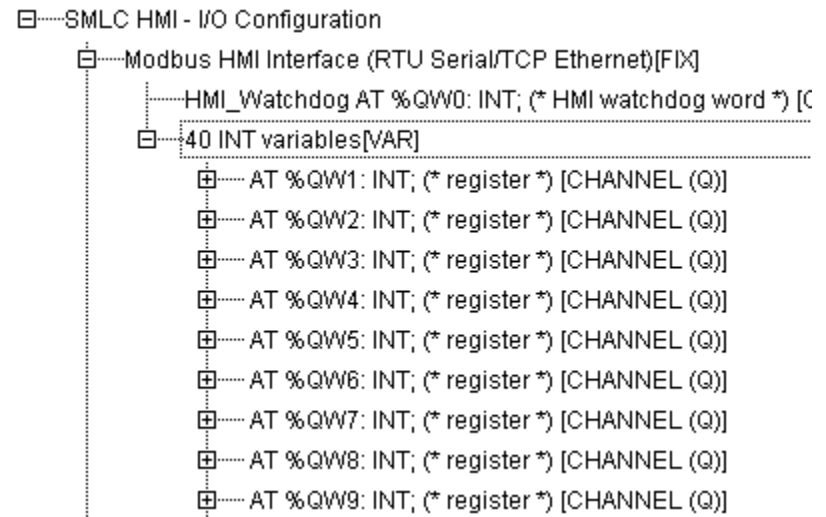 SMLC HMI - I/O Configuration
Modbus HMI Interface (RTU Serial/TCP Ethernet)[FIX]
HMI_Watchdog AT %QW0: INT; (* HMI watchdog word *) [C
40 INT variables[VAR]
AT %QW1: INT; (* register *) [CHANNEL (Q)]
AT %QW2: INT; (* register *) [CHANNEL (Q)]
AT %QW3: INT; (* register *) [CHANNEL (Q)]
AT %QW4: INT; (* register *) [CHANNEL (Q)]
AT %QW5: INT; (* register *) [CHANNEL (Q)]
AT %QW6: INT; (* register *) [CHANNEL (Q)]
AT %QW7: INT; (* register *) [CHANNEL (Q)]
AT %QW8: INT; (* register *) [CHANNEL (Q)]
AT %QW9: INT; (* register *) [CHANNEL (Q)]